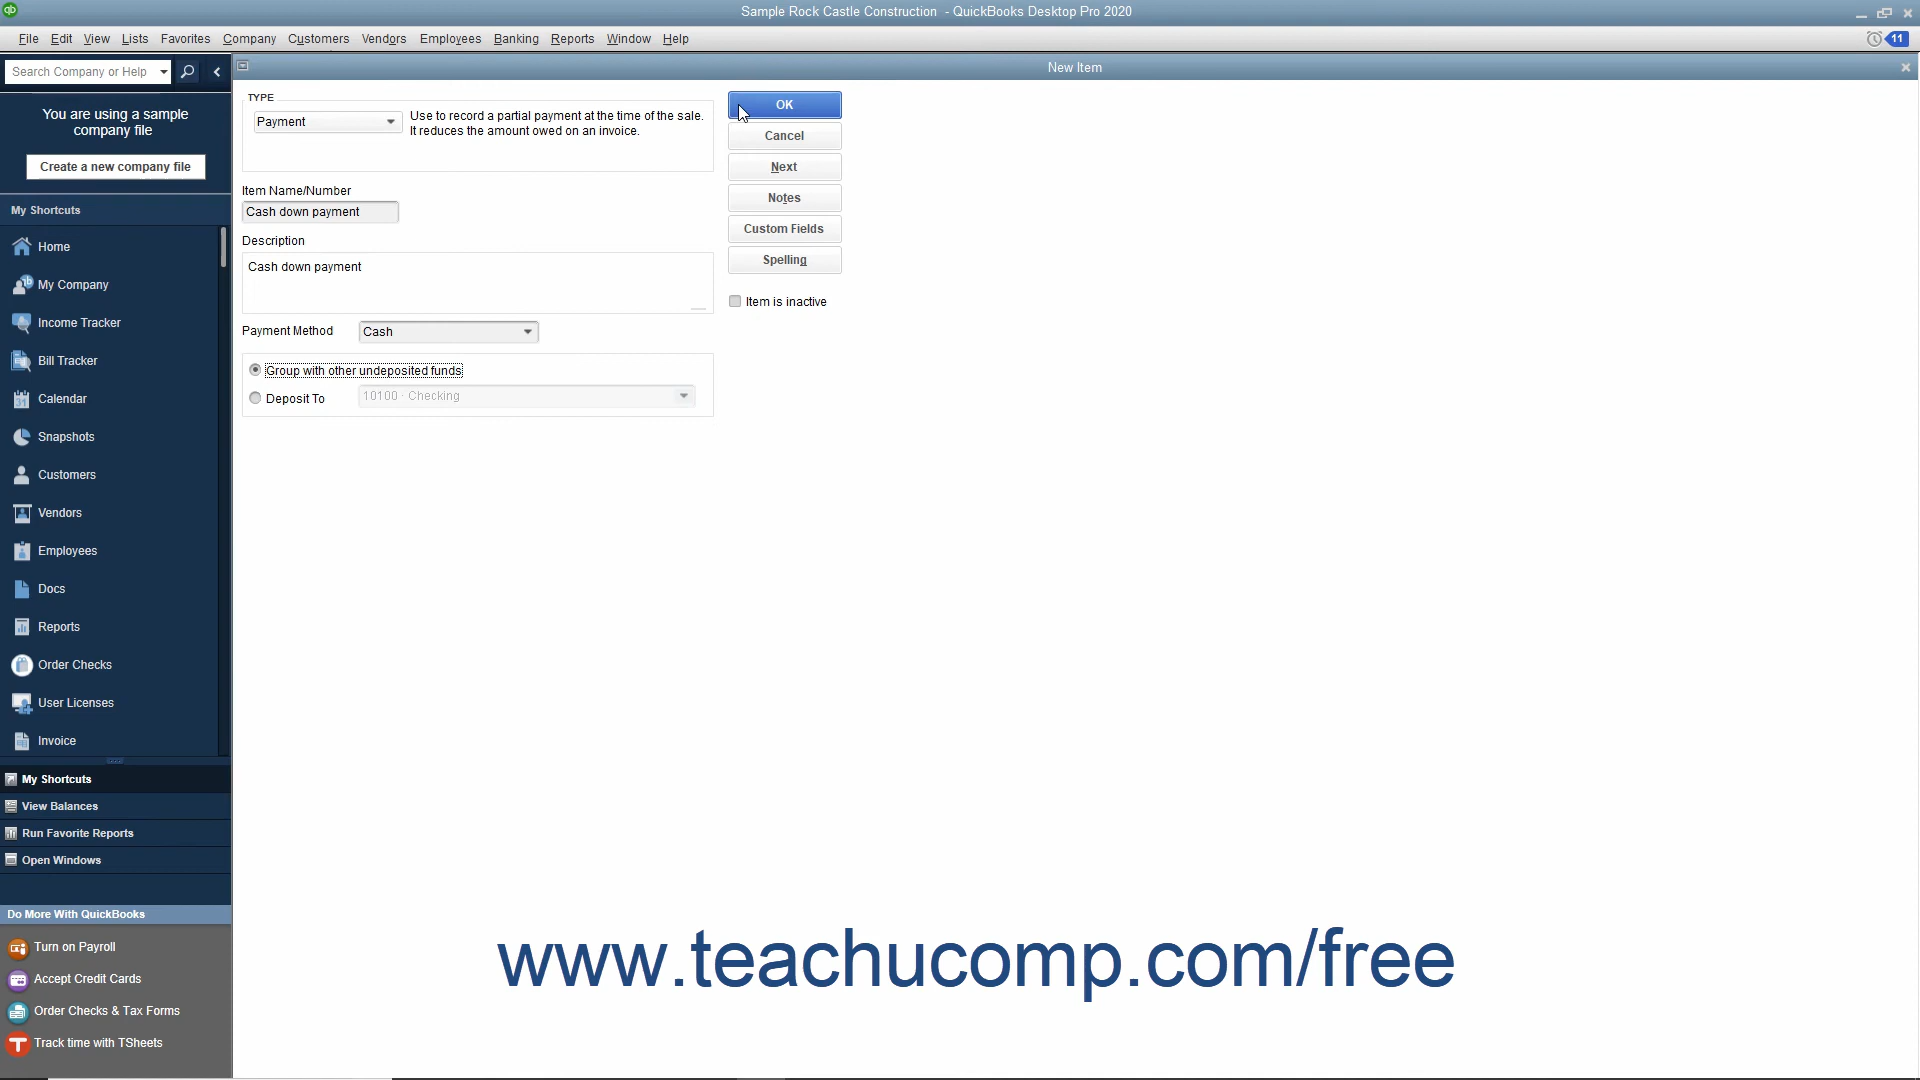 qb
Sample Rock Castle Construction - QuickBooks Desktop Pro 2020
File Edit View Lists Favorites Company Customers Vendors Employees Banking Reports Window Help
11
Search Company or Help
New Item
You are using a sample
company file
Create a new company file
My Shortcuts
Home
My Company
Income Tracker
Bill Tracker
31
Calendar
Snapshots
Customers
Vendors
Employees
Docs
Reports
Order Checks
User Licenses
Invoice
My Shortcuts
View Balances
Run Favorite Reports
Open Windows
Do More With QuickBooks
Turn on Payroll
Accept Credit Cards
Order Checks & Tax Forms
T
Track time with TSheets
TYPE
Payment
Use to record a partial payment at the time of the sale.
It reduces the amount owed on an invoice.
Item Name/Number
Cash down payment
Description
Cash down payment
Payment Method Cash
Group with other undeposited funds
Deposit To 10100 · Checking
OK
Cancel
Next
Notes
Custom Fields
Spelling
Item is inactive
www.teachucomp.com/free